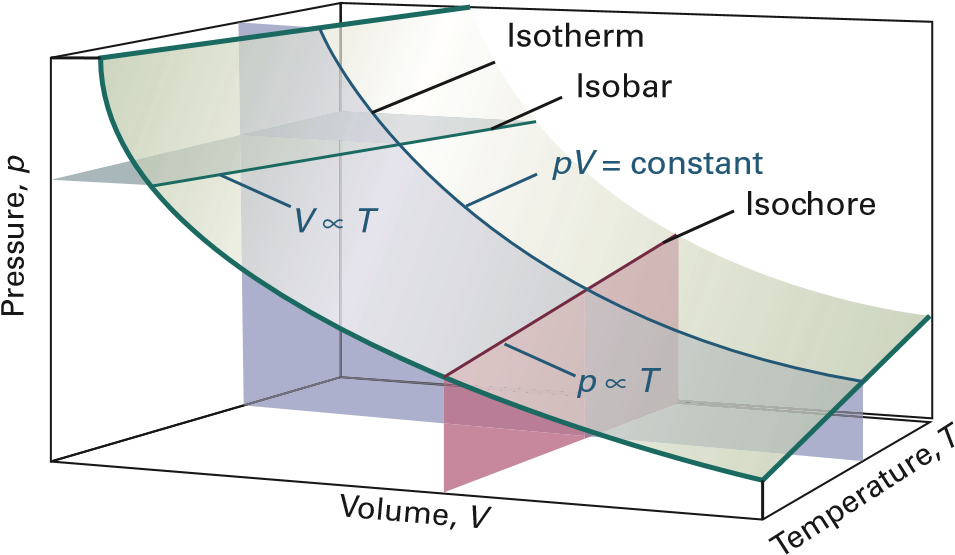 Isotherm
Isobar
pV = constant
Isochore
V ∝ T
p ∝ T
Pressure, p
Volume, V
Temperature, T